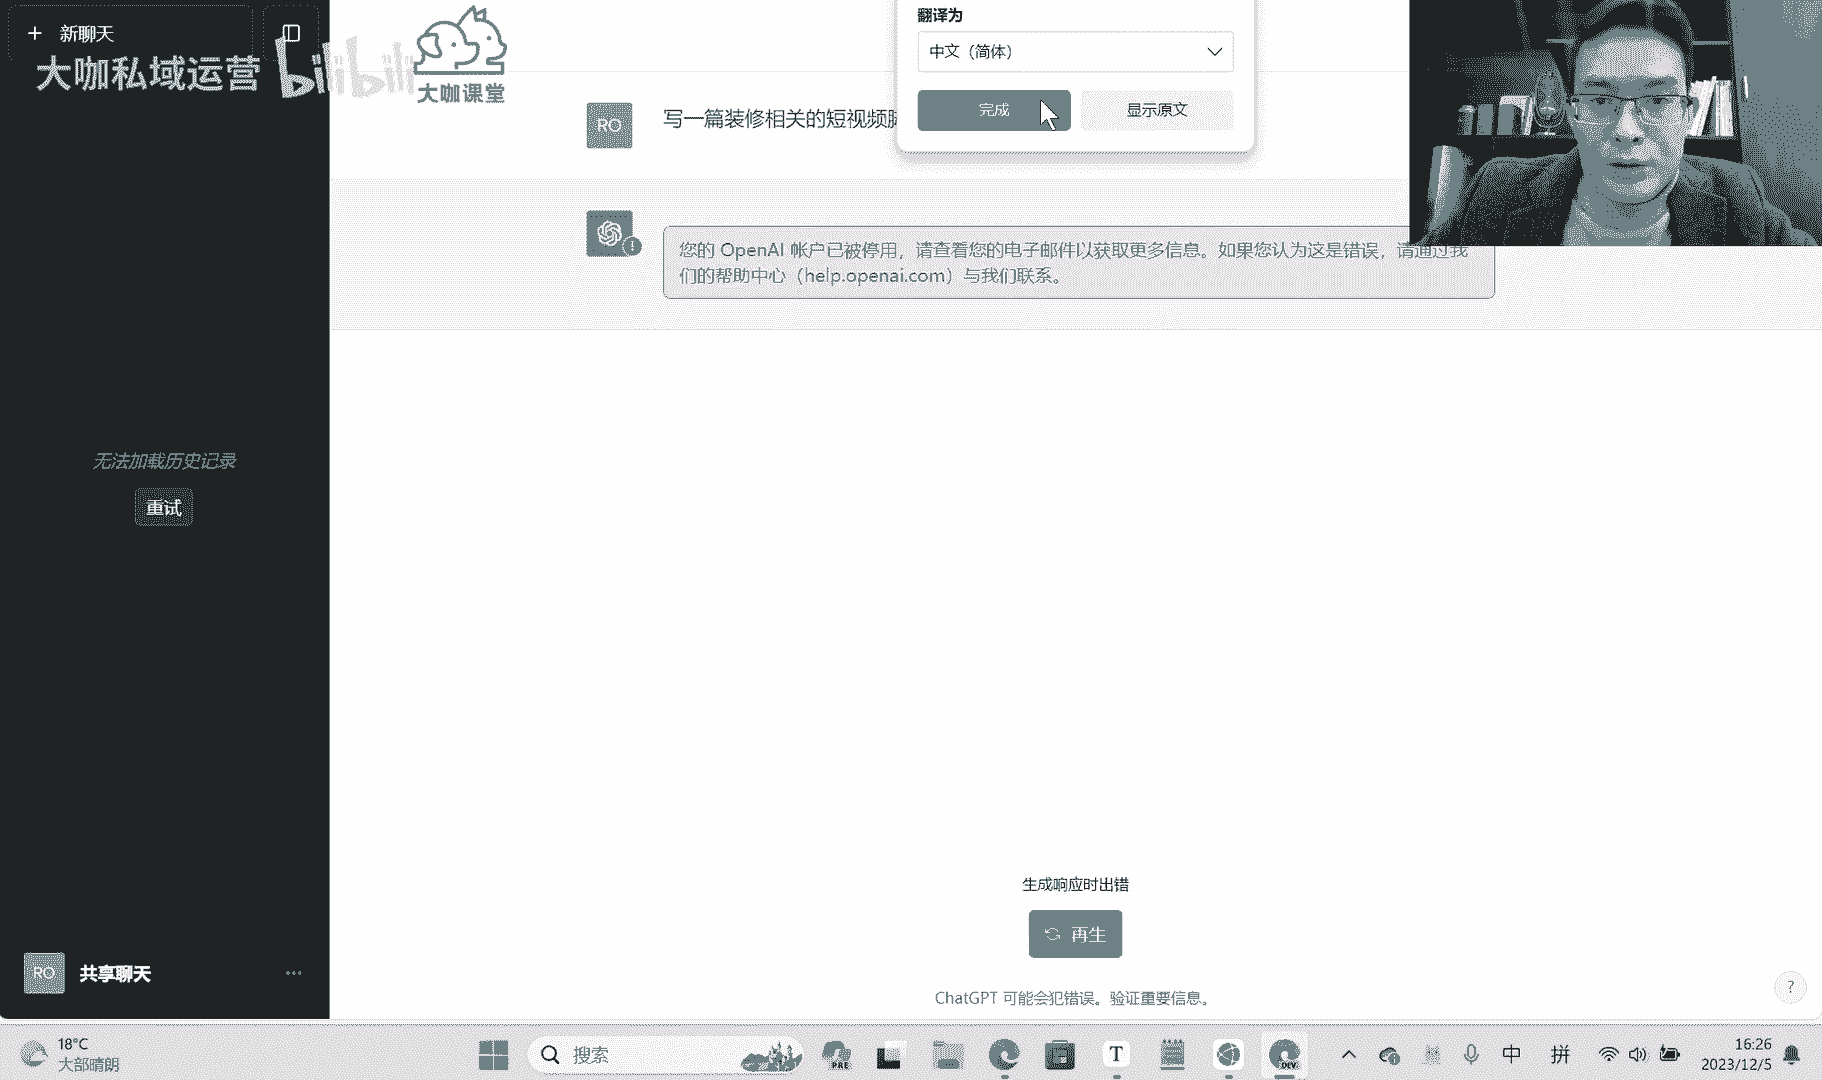 新聊天
大咖私域运营
bilibili
大咖课堂
翻译为
中文（简体）
完成
显示原文
RO
写一篇装修相关的短视频
您的 OpenAI 帐户已被停用，请查看您的电子邮件以获取更多信息。如果您认为这是错误，请通过我
们的帮助中心（help.openai.com）与我们联系。
无法加载历史记录
重试
生成响应时出错
再生
RO
共享聊天
ChatGPT 可能会犯错误。验证重要信息。
?
18°C
大部晴朗
搜索
PRE
T
DEV
中
拼
16:26
2023/12/5